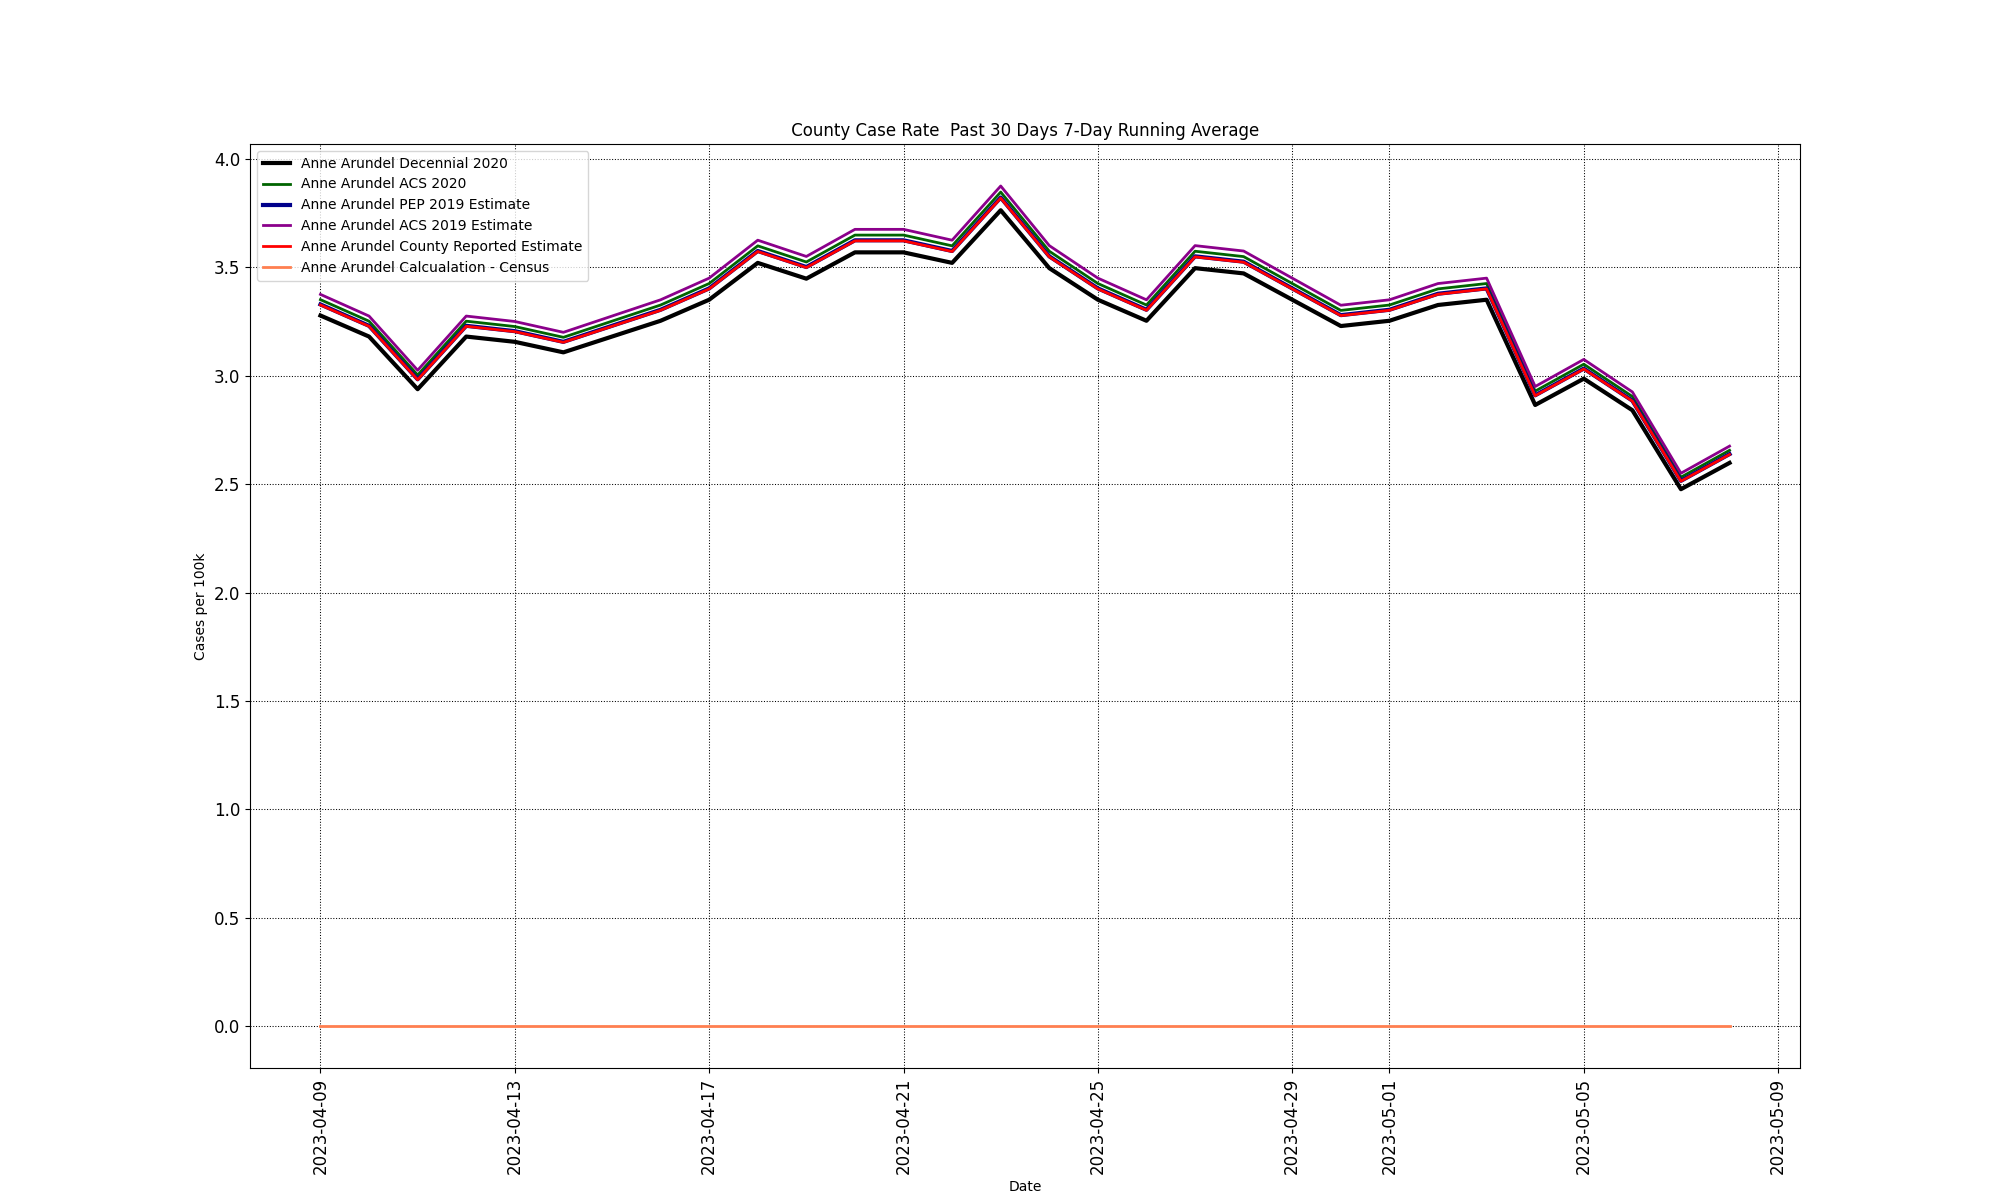 County Case Rate  Past 30 Days 7-Day Running Average
Anne Arundel Decennial 2020
Anne Arundel ACS 2020
Anne Arundel PEP 2019 Estimate
Anne Arundel ACS 2019 Estimate
Anne Arundel County Reported Estimate
Anne Arundel Calcualation - Census
4.0
3.5
3.0
2.5
2.0
1.5
1.0
0.5
0.0
Cases per 100k
2023-04-09
2023-04-13
2023-04-17
2023-04-21
2023-04-25
2023-04-29
2023-05-01
2023-05-05
2023-05-09
Date